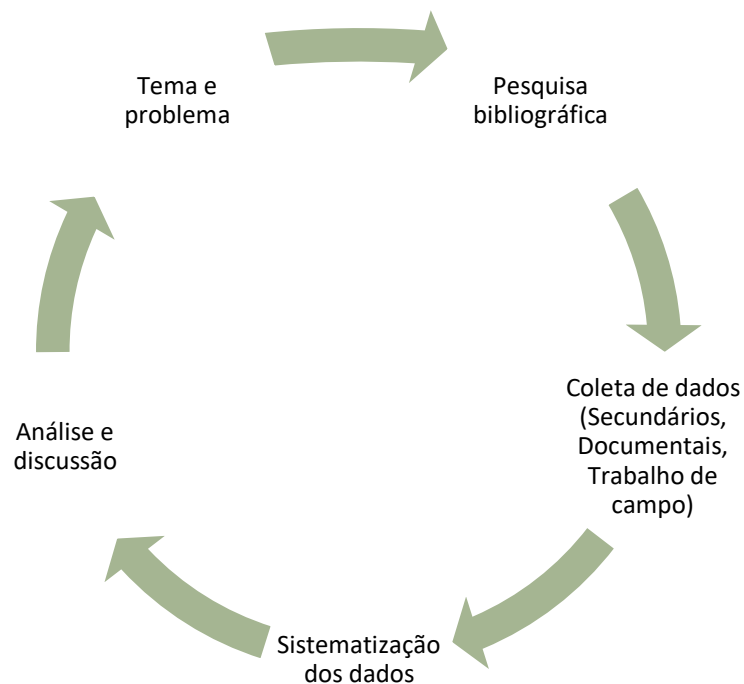 Tema e
problema
Pesquisa
bibliográfica
Coleta de dados
(Secundários,
Documentais,
Trabalho de
campo)
Sistematização
dos dados
Análise e
discussão